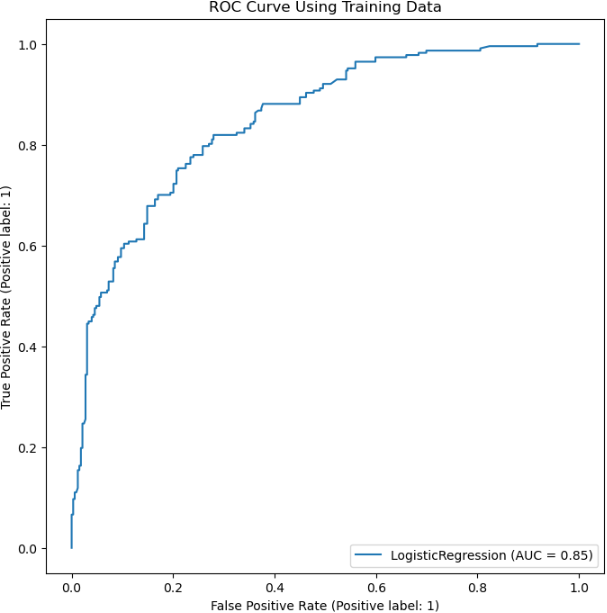 ROC Curve Using Training Data
True Positive Rate (Positive label: 1)
1.0
0.8
0.6
0.4
0.2
0.0
LogisticRegression (AUC = 0.85)
0.0 0.2 0.4 0.6 0.8 1.0
False Positive Rate (Positive label: 1)